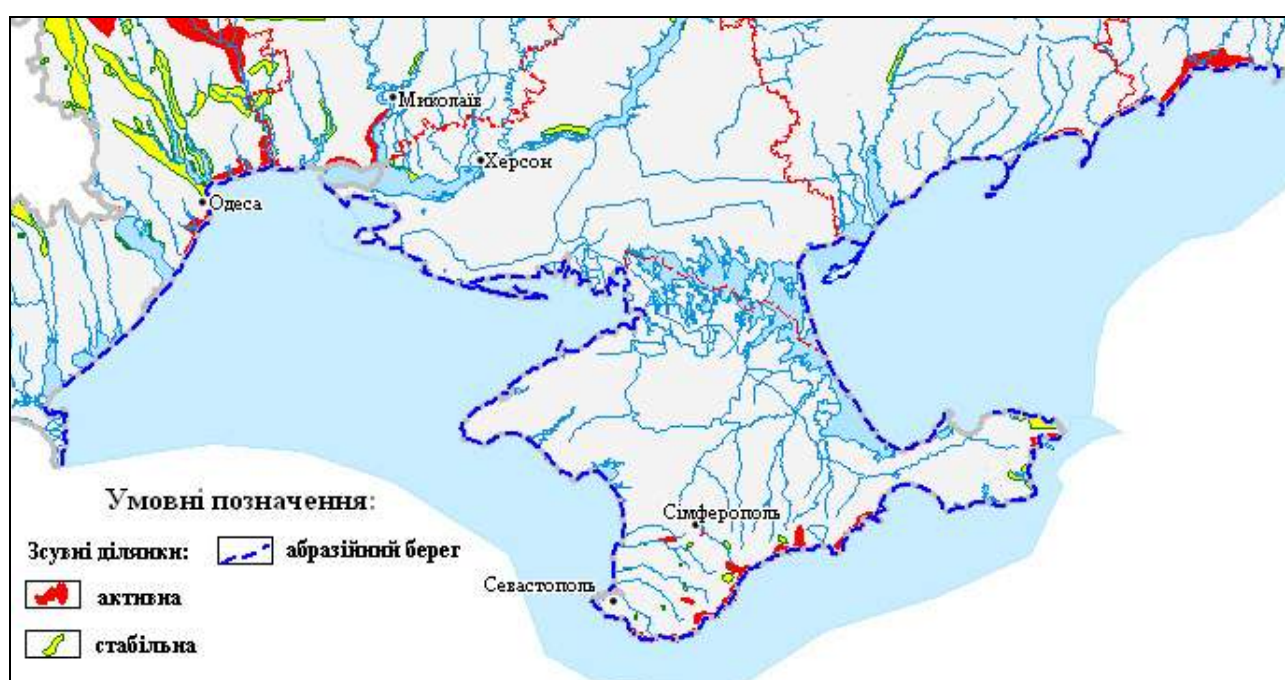 Миколаїв
Херсон
Одеса
Сімферополь
Севастополь
Умовні позначення:
Зсувні ділянки:
абразійний берег
активна
стабільна